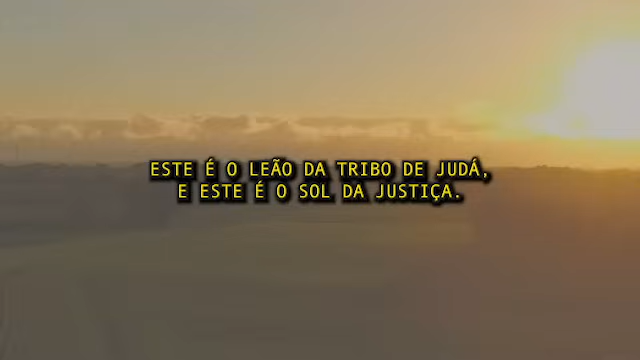 ESTE É O LEÃO DA TRIBO DE JUDÁ,
E ESTE É O SOL DA JUSTIÇA.